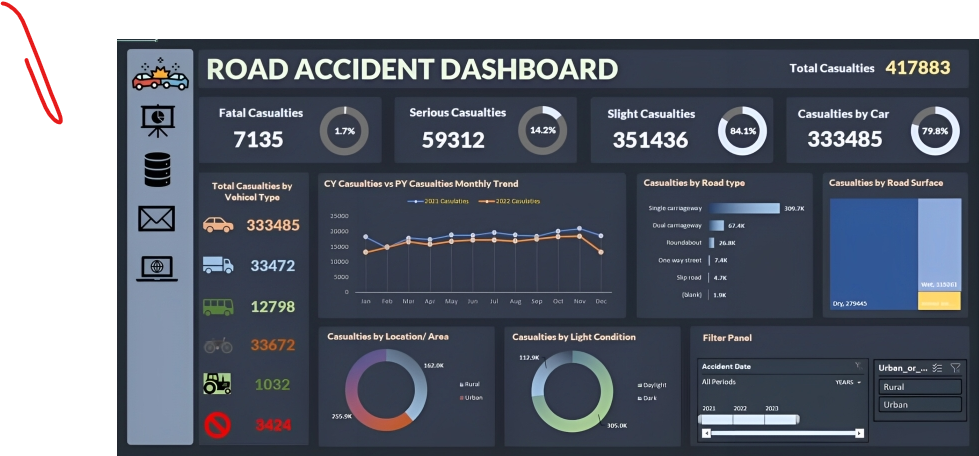 ROAD ACCIDENT DASHBOARD
Total Casualties 417883
Fatal Casualties
7135
1.7%
Serious Casualties
59312
14.2%
Slight Casualties
351436
84.1%
Casualties by Car
333485
79.8%
Total Casualties by
Vehicel Type
333485
33472
12798
33672
1032
3424
CY Casualties vs PY Casualties Monthly Trend
2021 Casulaties
2022 Casulaties
25000
20000
15000
10000
5000
0
Jan Feb Mar Apr May Jun Jul Aug Sep Oct Nov Dec
Casualties by Road type
Single carriageway 309.7K
Dual carriageway 67.4K
Roundabout 26.8K
One way street 7.4K
Slip road 4.7K
(blank) 1.9K
Casualties by Road Surface
Dry, 279445
Wet, 115261
Casualties by Location/ Area
162.0K
255.9K
Rural
Urban
Casualties by Light Condition
112.9K
305.0K
Daylight
Dark
Filter Panel
Accident Date
All Periods
YEARS
2021 2022 2023
Urban_or_...
Rural
Urban